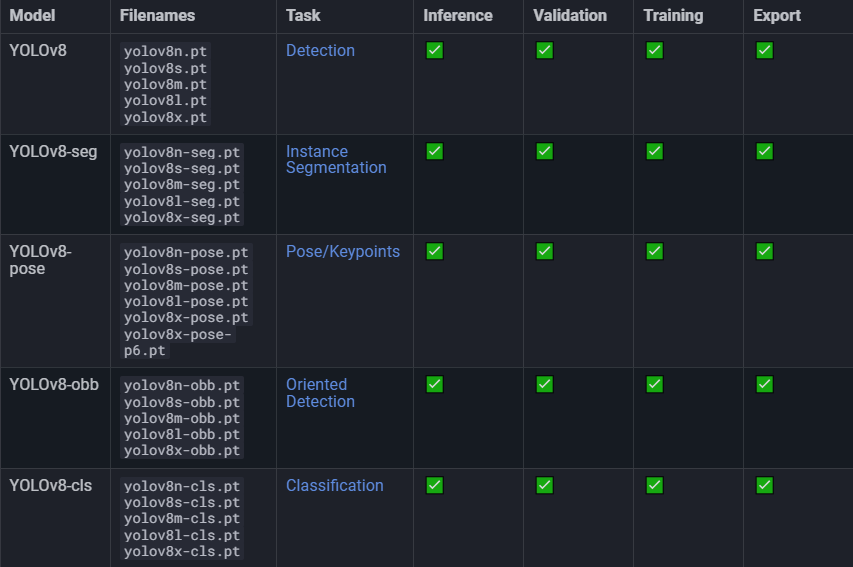 Model Filenames Task Inference Validation Training Export
YOLOv8 yolov8n.pt Detection ✅ ✅ ✅ ✅
yolov8s.pt
yolov8m.pt
yolov8l.pt
yolov8x.pt
YOLOv8-seg yolov8n-seg.pt Instance ✅ ✅ ✅ ✅
yolov8s-seg.pt Segmentation
yolov8m-seg.pt
yolov8l-seg.pt
yolov8x-seg.pt
YOLOv8- yolov8n-pose.pt Pose/Keypoints ✅ ✅ ✅ ✅
pose yolov8s-pose.pt
yolov8m-pose.pt
yolov8l-pose.pt
yolov8x-pose.pt
yolov8x-pose-
p6.pt
YOLOv8-obb yolov8n-obb.pt Oriented ✅ ✅ ✅ ✅
yolov8s-obb.pt Detection
yolov8m-obb.pt
yolov8l-obb.pt
yolov8x-obb.pt
YOLOv8-cls yolov8n-cls.pt Classification ✅ ✅ ✅ ✅
yolov8s-cls.pt
yolov8m-cls.pt
yolov8l-cls.pt
yolov8x-cls.pt